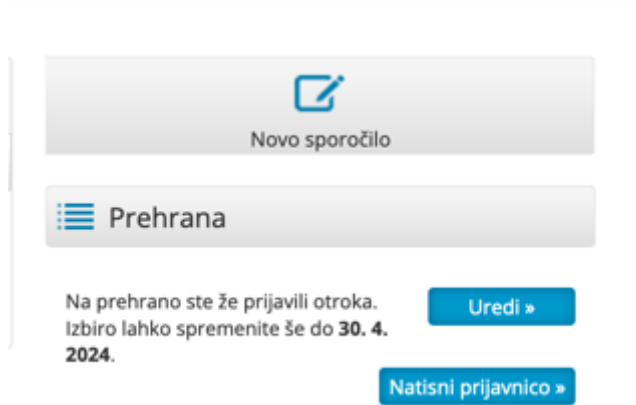 Novo sporočilo
Prehrana
Na prehrano ste že prijavili otroka.
Izbiro lahko spremenite še do 30. 4.
2024.
Uredi »
Natisni prijavnico »